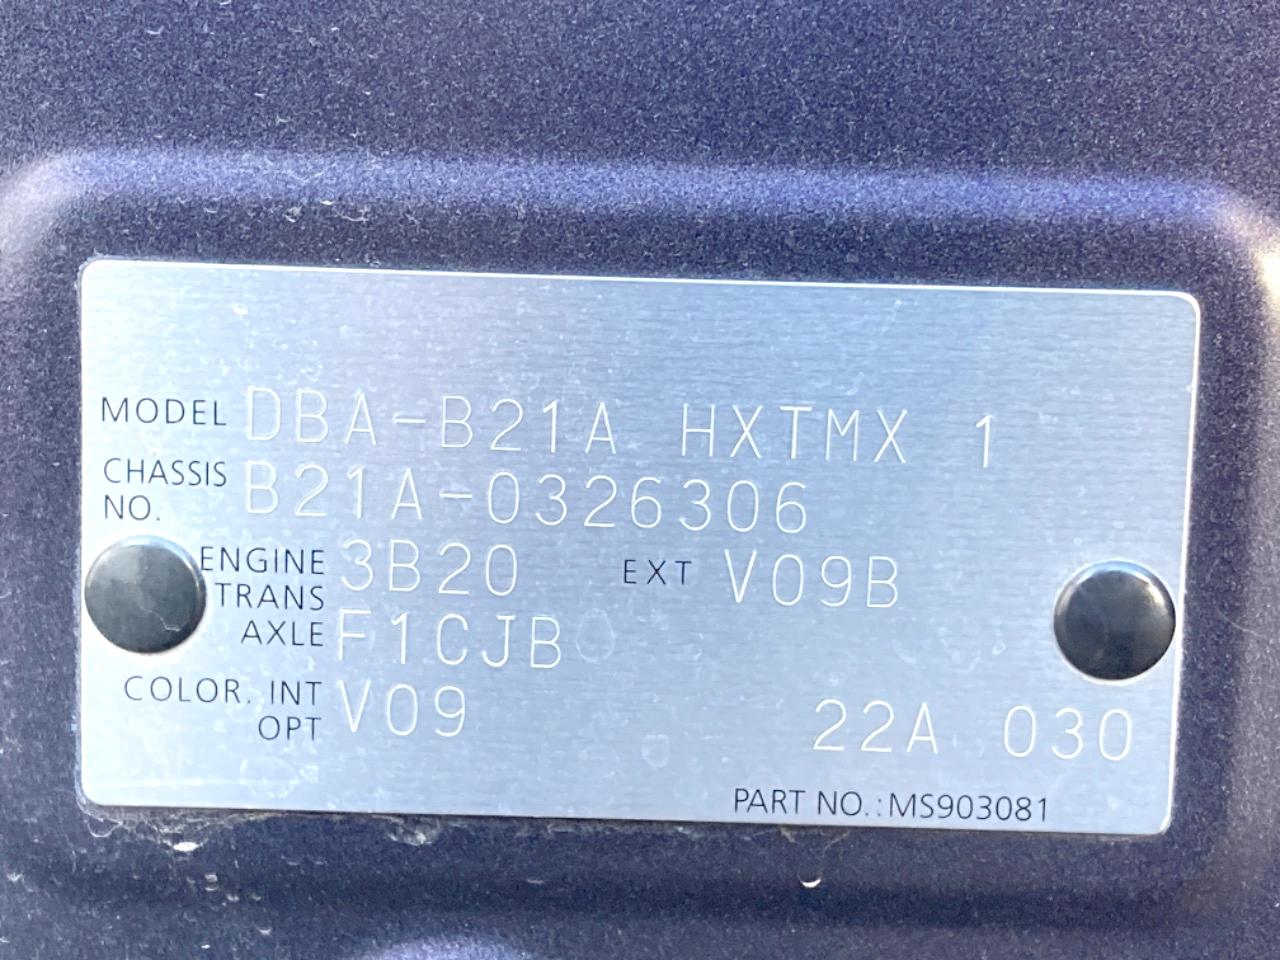 MODEL DBA-B21A HXTMX 1
CHASSIS NO. B21A-0326306
ENGINE 3B20 EXT V09B
TRANS AXLE F1CJB
COLOR. INT OPT V09 22A 030
PART NO.:MS903081